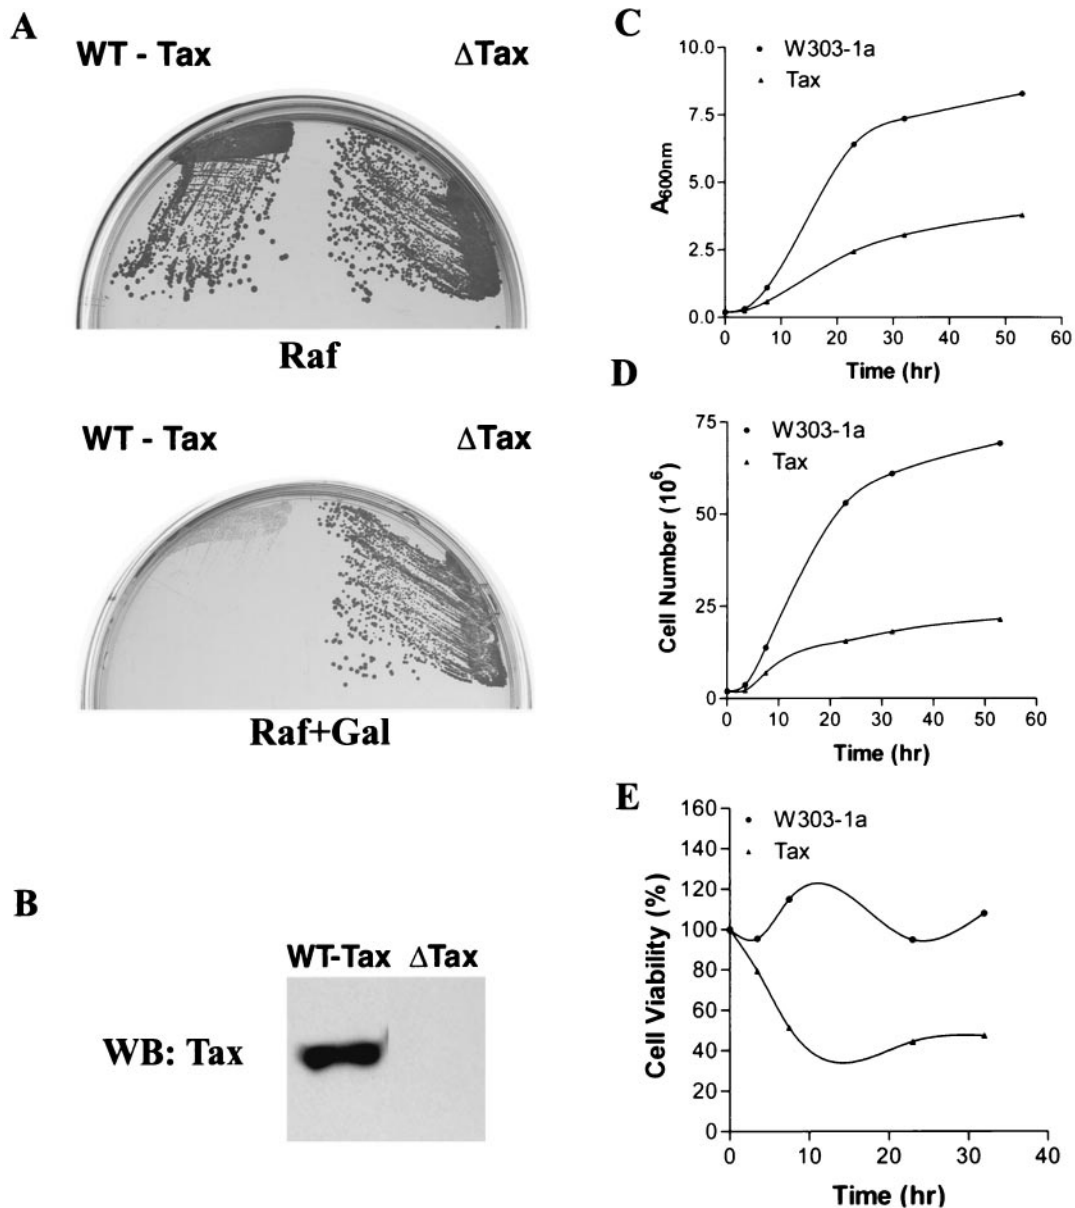 A
WT - Tax
ΔTax
Raf
WT - Tax
ΔTax
Raf+Gal
B
WT-Tax ΔTax
WB: Tax
C
W303-1a
Tax
10.0
7.5
5.0
2.5
0.0
A600nm
0 10 20 30 40 50 60
Time (hr)
D
W303-1a
Tax
75
50
25
0
Cell Number (10⁶)
0 10 20 30 40 50 60
Time (hr)
E
W303-1a
Tax
160
140
120
100
80
60
40
20
0
Cell Viability (%)
0 10 20 30 40
Time (hr)